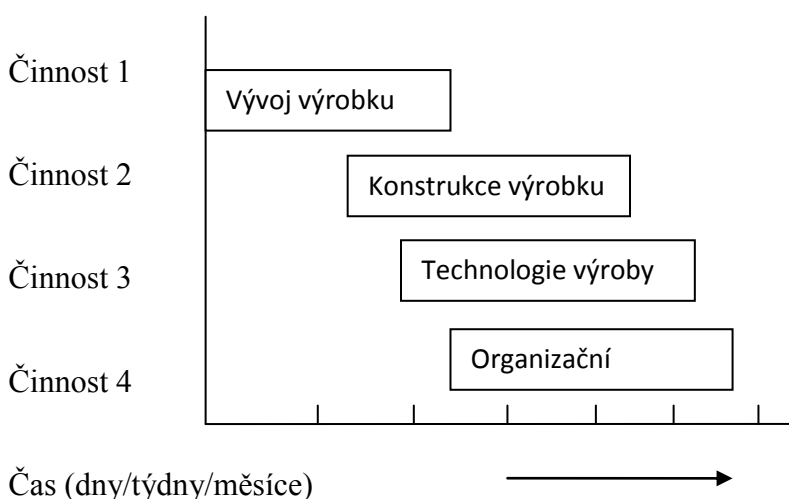 Činnost 1
Vývoj výrobku
Činnost 2
Konstrukce výrobku
Činnost 3
Technologie výroby
Organizační
Činnost 4
Čas (dny/týdny/měsíce)